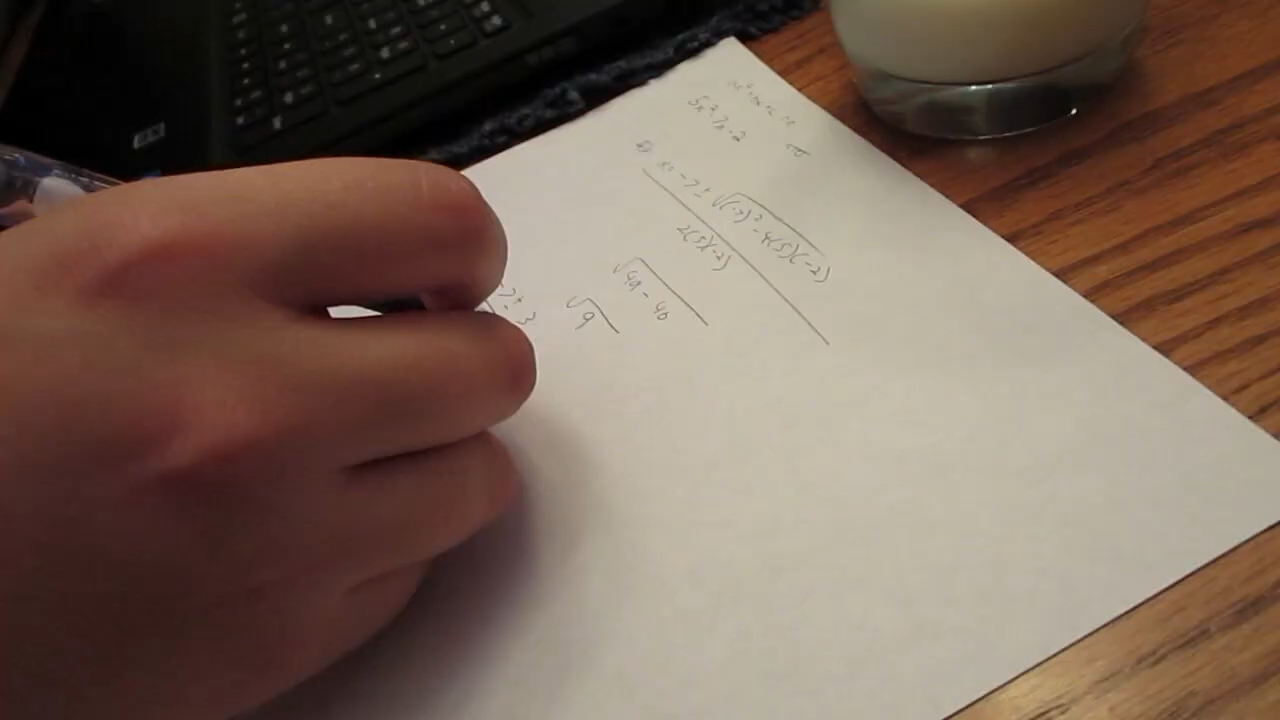 5x²-7x-2
x= -7 ± √(-7)²-4(5)(-2)
2(5)(-2)
√49-40
√9
-7± 3